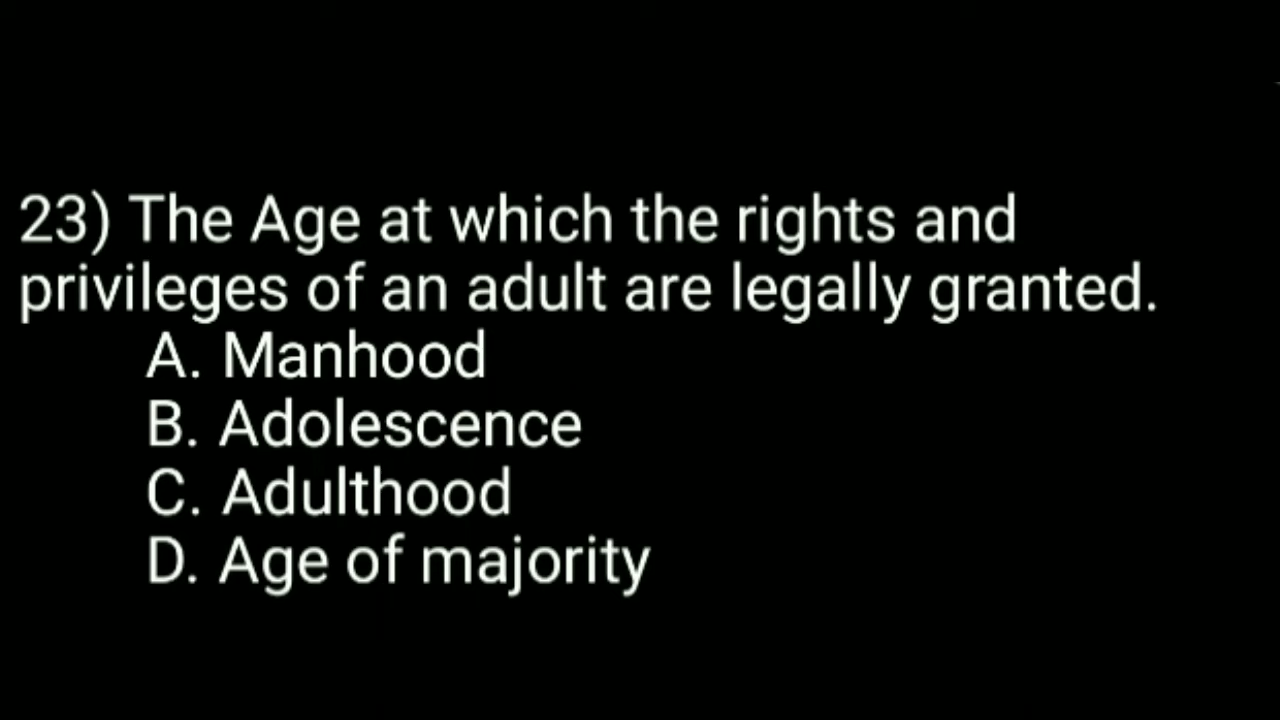 23) The Age at which the rights and
privileges of an adult are legally granted.
A. Manhood
B. Adolescence
C. Adulthood
D. Age of majority